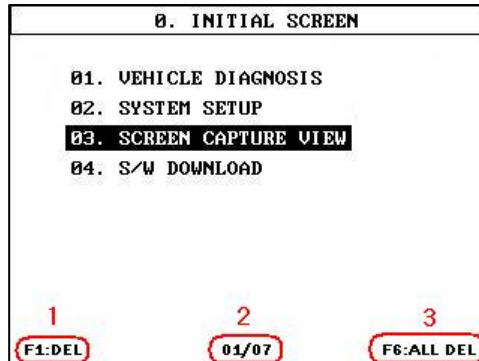 0. INITIAL SCREEN
01. VEHICLE DIAGNOSIS
02. SYSTEM SETUP
03. SCREEN CAPTURE VIEW
04. S/W DOWNLOAD
1 2 3
F1:DEL 01/07 F6:ALL DEL